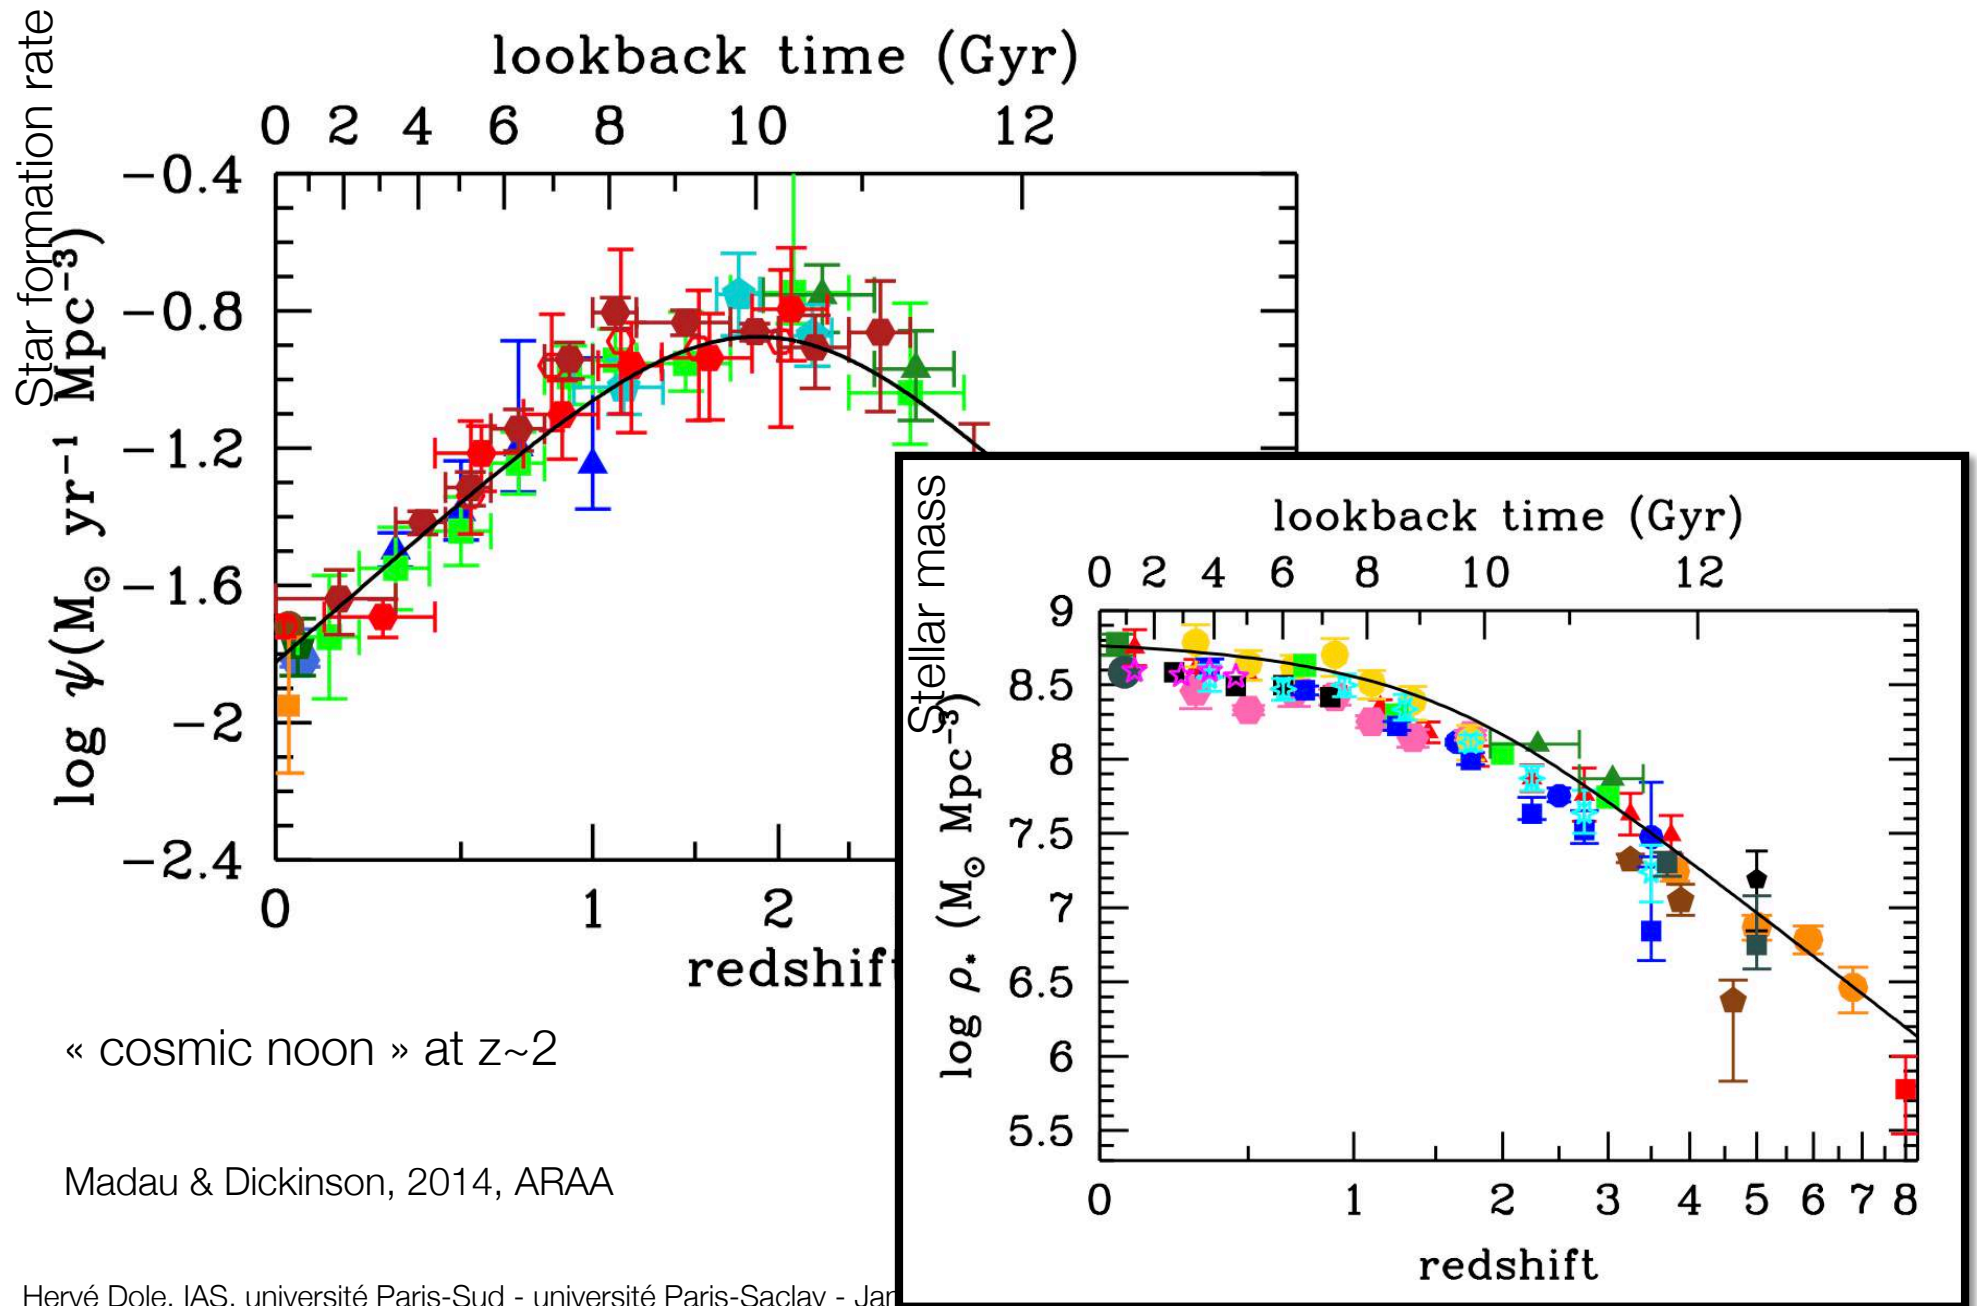 Star formation rate
lookback time (Gyr)
0 2 4 6 8 10 12
log ψ(M⊙ yr⁻¹ Mpc⁻³)
−0.4
−0.8
−1.2
−1.6
−2
−2.4
0 1 2
redshift
Stellar mass
lookback time (Gyr)
0 2 4 6 8 10 12
log ρ* (M⊙ Mpc⁻³)
9
8.5
8
7.5
7
6.5
6
5.5
0 1 2 3 4 5 6 7 8
redshift
« cosmic noon » at z~2
Madau & Dickinson, 2014, ARAA
Hervé Dole, IAS, université Paris-Sud - université Paris-Saclay -